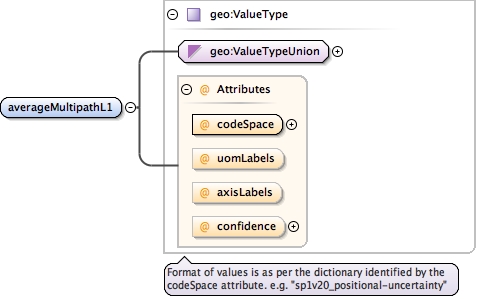 geo:ValueType
geo:ValueTypeUnion
@ Attributes
averageMultipathL1
@ codeSpace
@ uomLabels
@ axisLabels
@ confidence
Format of values is as per the dictionary identified by the
codeSpace attribute. e.g. "sp1v20_positional-uncertainty"